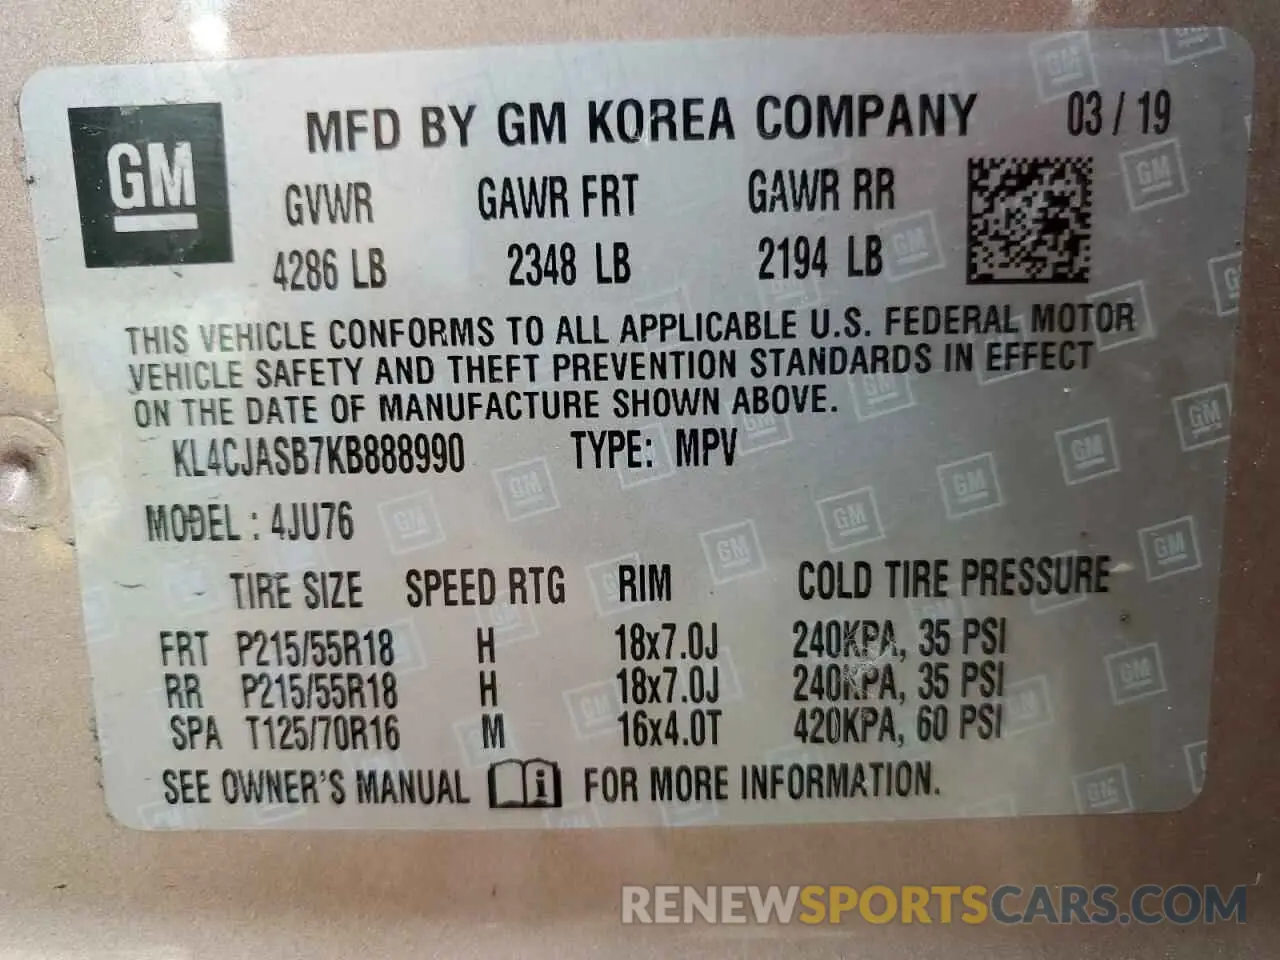 GM
MFD BY GM KOREA COMPANY 03 / 19
GVWR GAWR FRT GAWR RR
4286 LB 2348 LB 2194 LB
THIS VEHICLE CONFORMS TO ALL APPLICABLE U.S. FEDERAL MOTOR
VEHICLE SAFETY AND THEFT PREVENTION STANDARDS IN EFFECT
ON THE DATE OF MANUFACTURE SHOWN ABOVE.
KL4CJASB7KB888990 TYPE: MPV
MODEL : 4JU76
TIRE SIZE SPEED RTG RIM COLD TIRE PRESSURE
FRT P215/55R18 H 18x7.0J 240KPA, 35 PSI
RR P215/55R18 H 18x7.0J 240KPA, 35 PSI
SPA T125/70R16 M 16x4.0T 420KPA, 60 PSI
SEE OWNER'S MANUAL i FOR MORE INFORMATION.
RENEWSPORTSCARS.COM